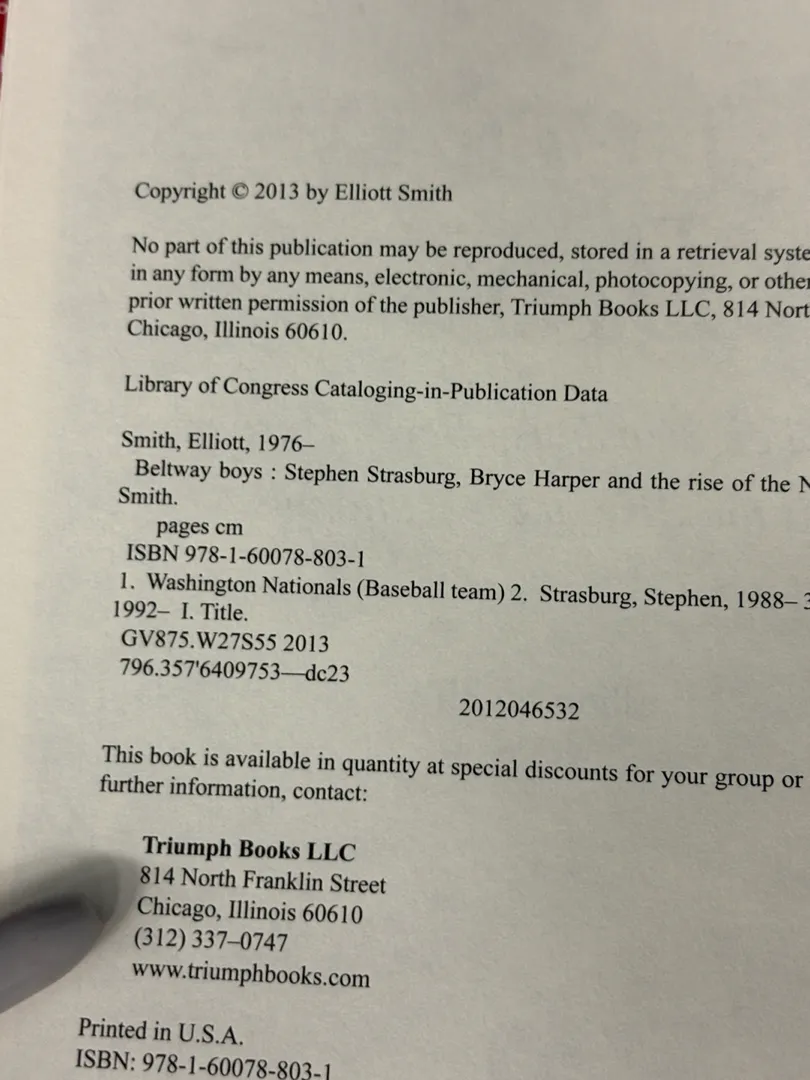 Copyright © 2013 by Elliott Smith
No part of this publication may be reproduced, stored in a retrieval syste
in any form by any means, electronic, mechanical, photocopying, or other
prior written permission of the publisher, Triumph Books LLC, 814 Nort
Chicago, Illinois 60610.
Library of Congress Cataloging-in-Publication Data
Smith, Elliott, 1976–
Beltway boys : Stephen Strasburg, Bryce Harper and the rise of the N
Smith.
pages cm
ISBN 978-1-60078-803-1
1. Washington Nationals (Baseball team) 2. Strasburg, Stephen, 1988– 3
1992– I. Title.
GV875.W27S55 2013
796.357'6409753—dc23
2012046532
This book is available in quantity at special discounts for your group or
further information, contact:
Triumph Books LLC
814 North Franklin Street
Chicago, Illinois 60610
(312) 337–0747
www.triumphbooks.com
Printed in U.S.A.
ISBN: 978-1-60078-803-1